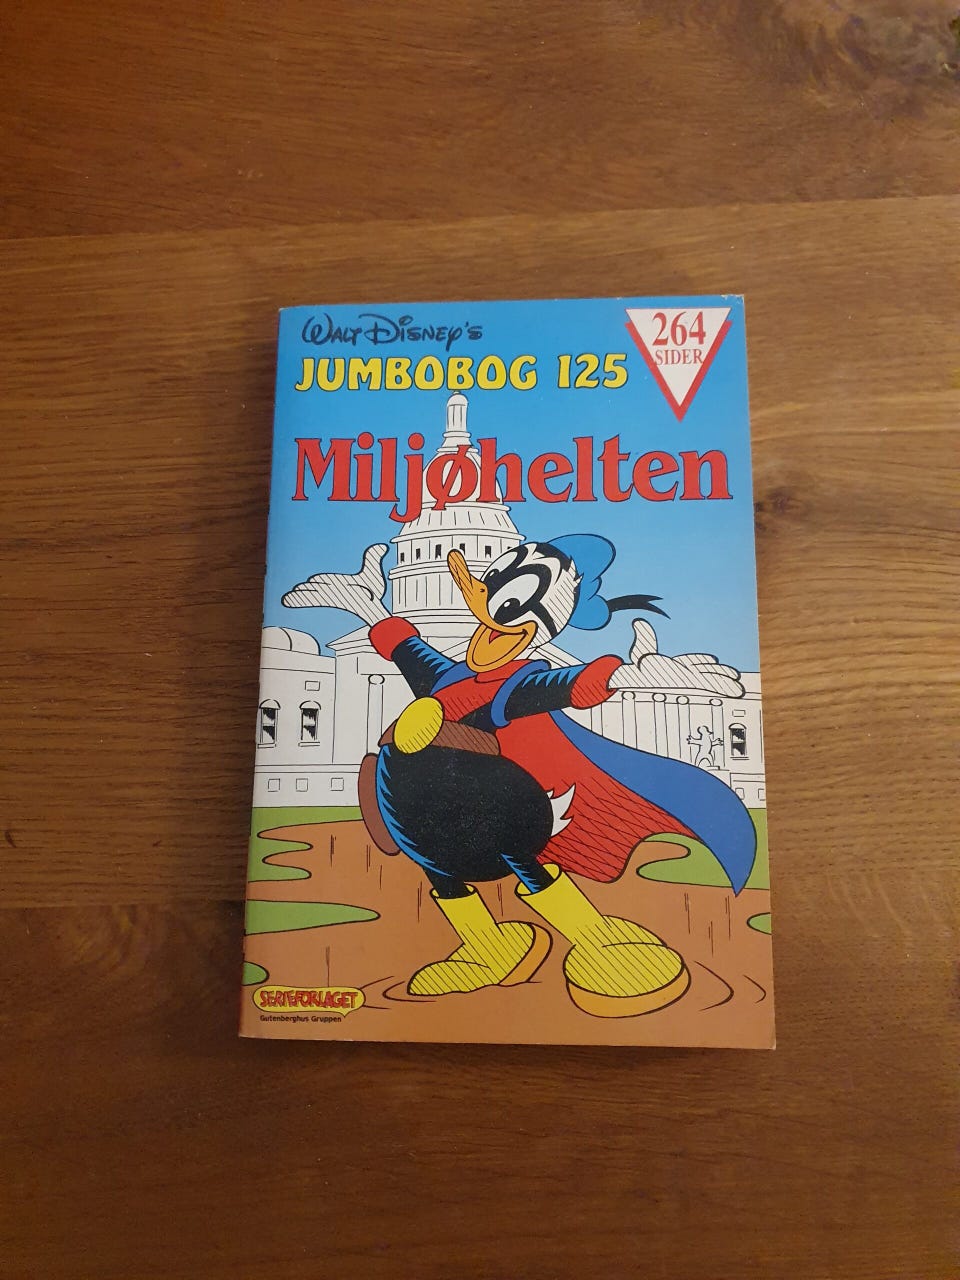 WALT DISNEY'S
JUMBOBOG 125
264
SIDER
Miljøhelten
SERIEFORLAGET
Gutenberghus Gruppen